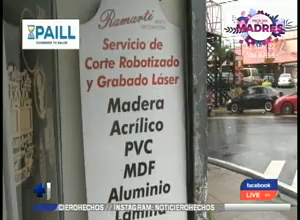 PAILL
Ramarti
Servicio de
Corte Robotizado
y Grabado Láser
Madera
Acrílico
PVC
MDF
Aluminio
Lamina
MADRES
facebook
LIVE
CIEROHECHOS // INSTAGRAM: NOTICIEROHECHOS //